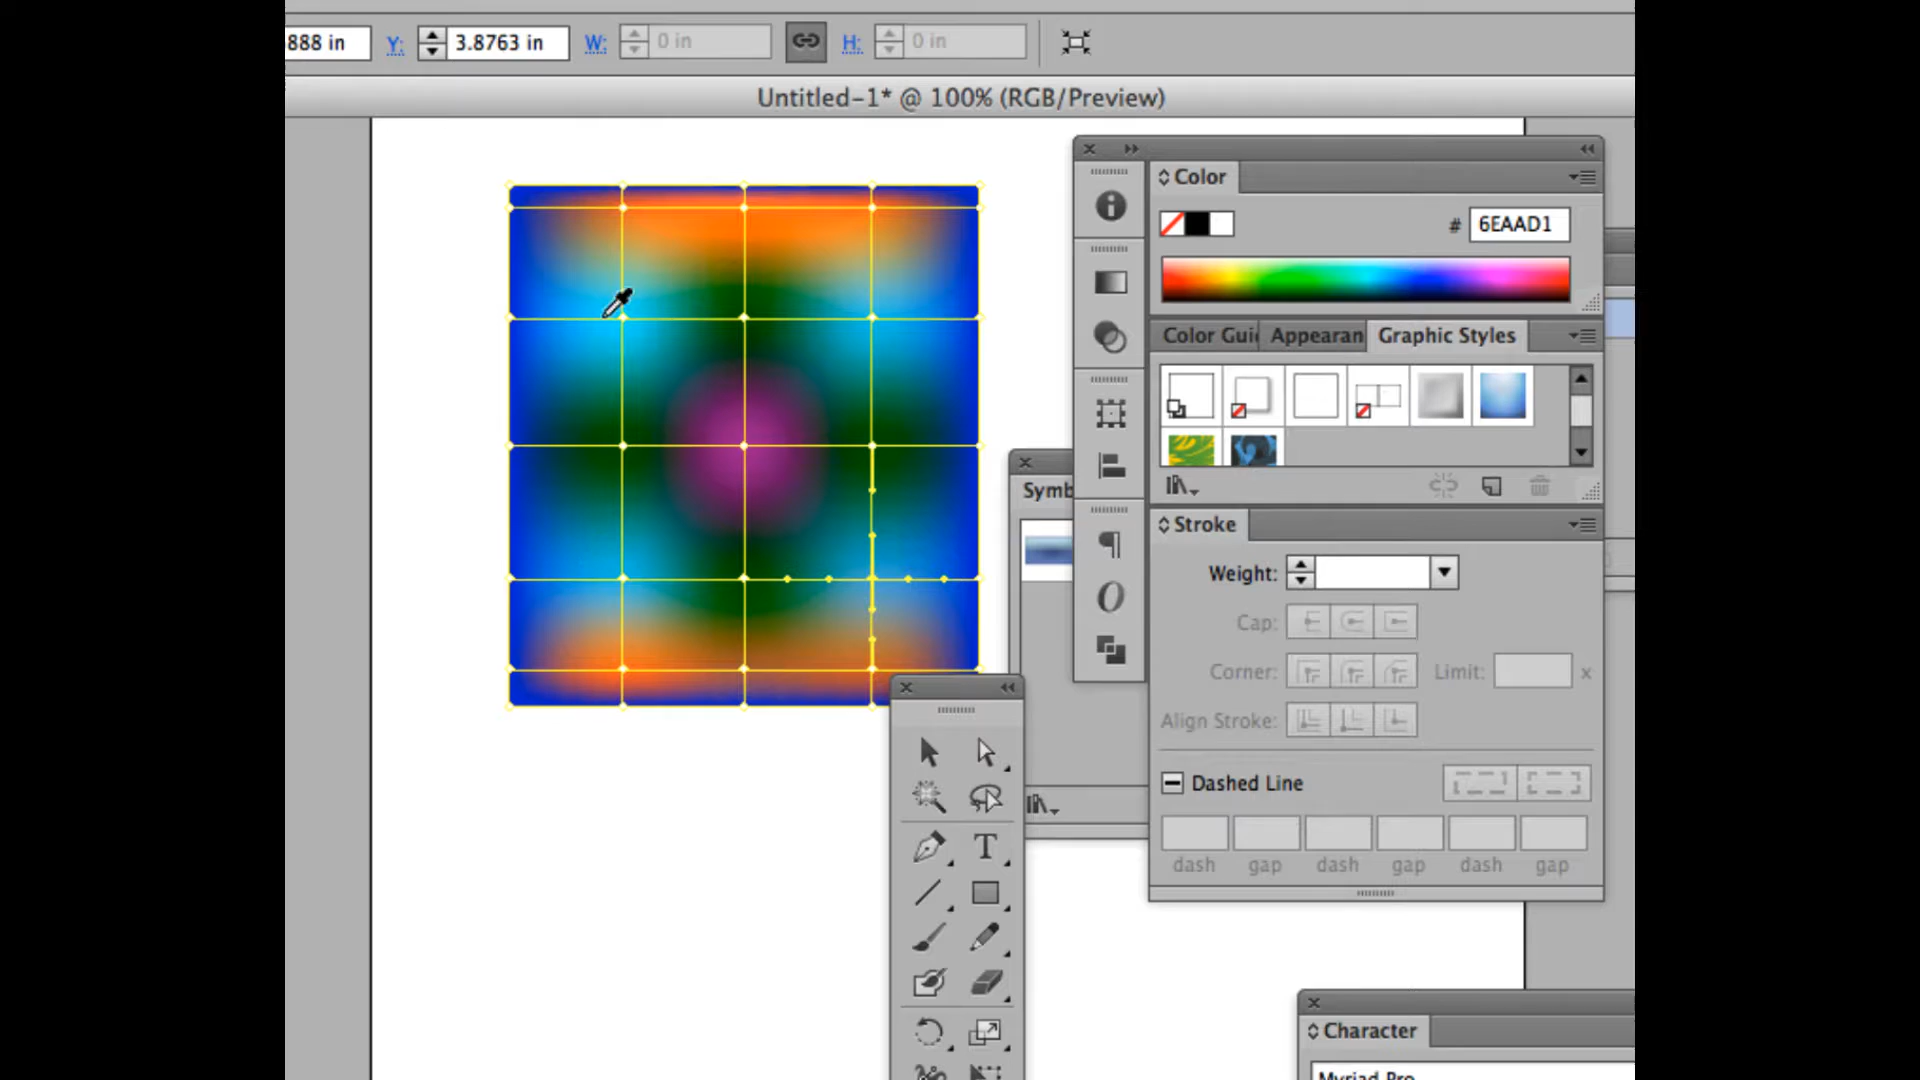 888 in Y: 3.8763 in W: 0 in H: 0 in
Untitled-1* @ 100% (RGB/Preview)
Color
# 6EAAD1
Color Gui Appearan Graphic Styles
Symb
Stroke
Weight:
Cap:
Corner: Limit: x
Align Stroke:
Dashed Line
dash gap dash gap dash gap
Character
Myriad Pro